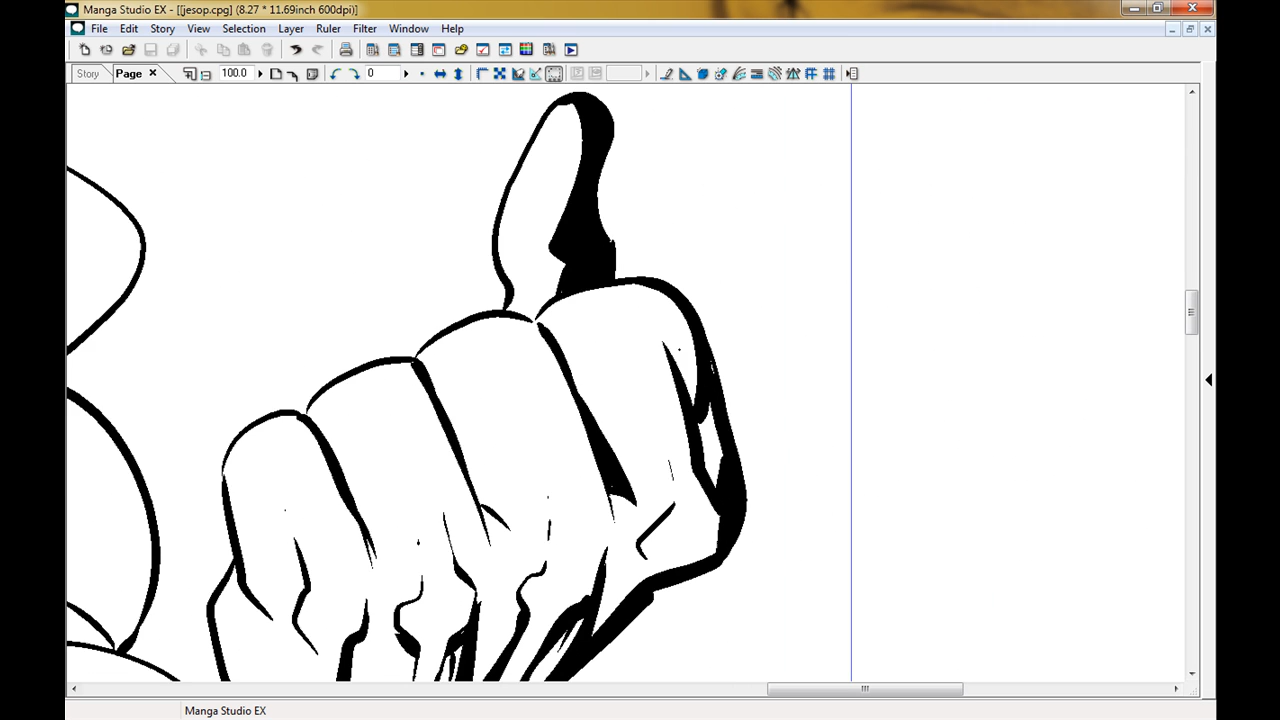 Manga Studio EX - [[jesop.cpg] (8.27 * 11.69inch 600dpi)]
File Edit Story View Selection Layer Ruler Filter Window Help
Story Page 100.0 0
Manga Studio EX